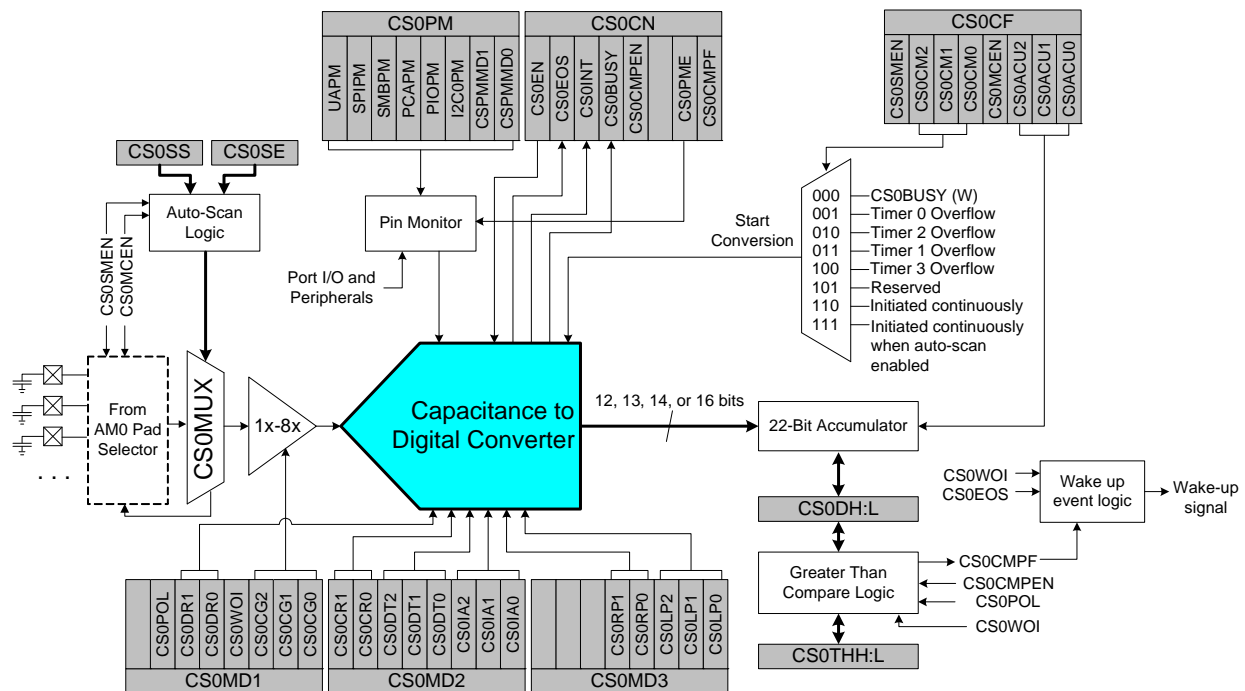 CS0PM
UAPM
SPIPM
SMBPM
PCAPM
PIOPM
I2C0PM
CSPMMD1
CSPMMD0
CS0CN
CS0EN
CS0EOS
CS0INT
CS0BUSY
CS0CMPEN
CS0PME
CS0CMPF
CS0CF
CS0SMEN
CS0CM2
CS0CM1
CS0CM0
CS0MCEN
CS0ACU2
CS0ACU1
CS0ACU0
CS0SS
CS0SE
Auto-Scan
Logic
CS0SMEN
CS0MCEN
Pin Monitor
Port I/O and
Peripherals
Start
Conversion
000
CS0BUSY (W)
001
Timer 0 Overflow
010
Timer 2 Overflow
011
Timer 1 Overflow
100
Timer 3 Overflow
101
Reserved
110
Initiated continuously
111
Initiated continuously
when auto-scan
enabled
From
AM0 Pad
Selector
. . .
CS0MUX
1x-8x
Capacitance to
Digital Converter
12, 13, 14, or 16 bits
22-Bit Accumulator
CS0DH:L
Greater Than
Compare Logic
CS0THH:L
CS0CMPF
CS0CMPEN
CS0POL
CS0WOI
CS0WOI
CS0EOS
Wake up
event logic
Wake-up
signal
CS0POL
CS0DR1
CS0DR0
CS0WOI
CS0CG2
CS0CG1
CS0CG0
CS0MD1
CS0CR1
CS0CR0
CS0DT2
CS0DT1
CS0DT0
CS0IA2
CS0IA1
CS0IA0
CS0MD2
CS0RP1
CS0RP0
CS0LP2
CS0LP1
CS0LP0
CS0MD3